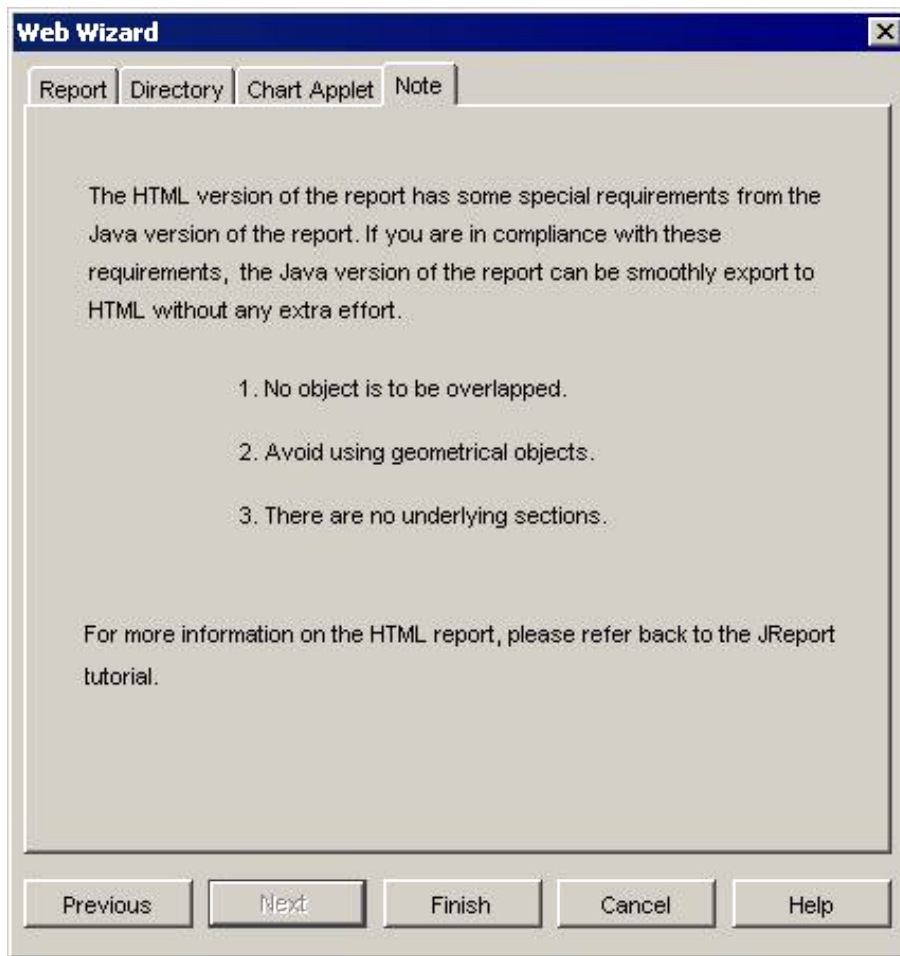 Web Wizard
Report Directory Chart Applet Note
The HTML version of the report has some special requirements from the
Java version of the report. If you are in compliance with these
requirements, the Java version of the report can be smoothly export to
HTML without any extra effort.
1. No object is to be overlapped.
2. Avoid using geometrical objects.
3. There are no underlying sections.
For more information on the HTML report, please refer back to the JReport
tutorial.
Previous Next Finish Cancel Help